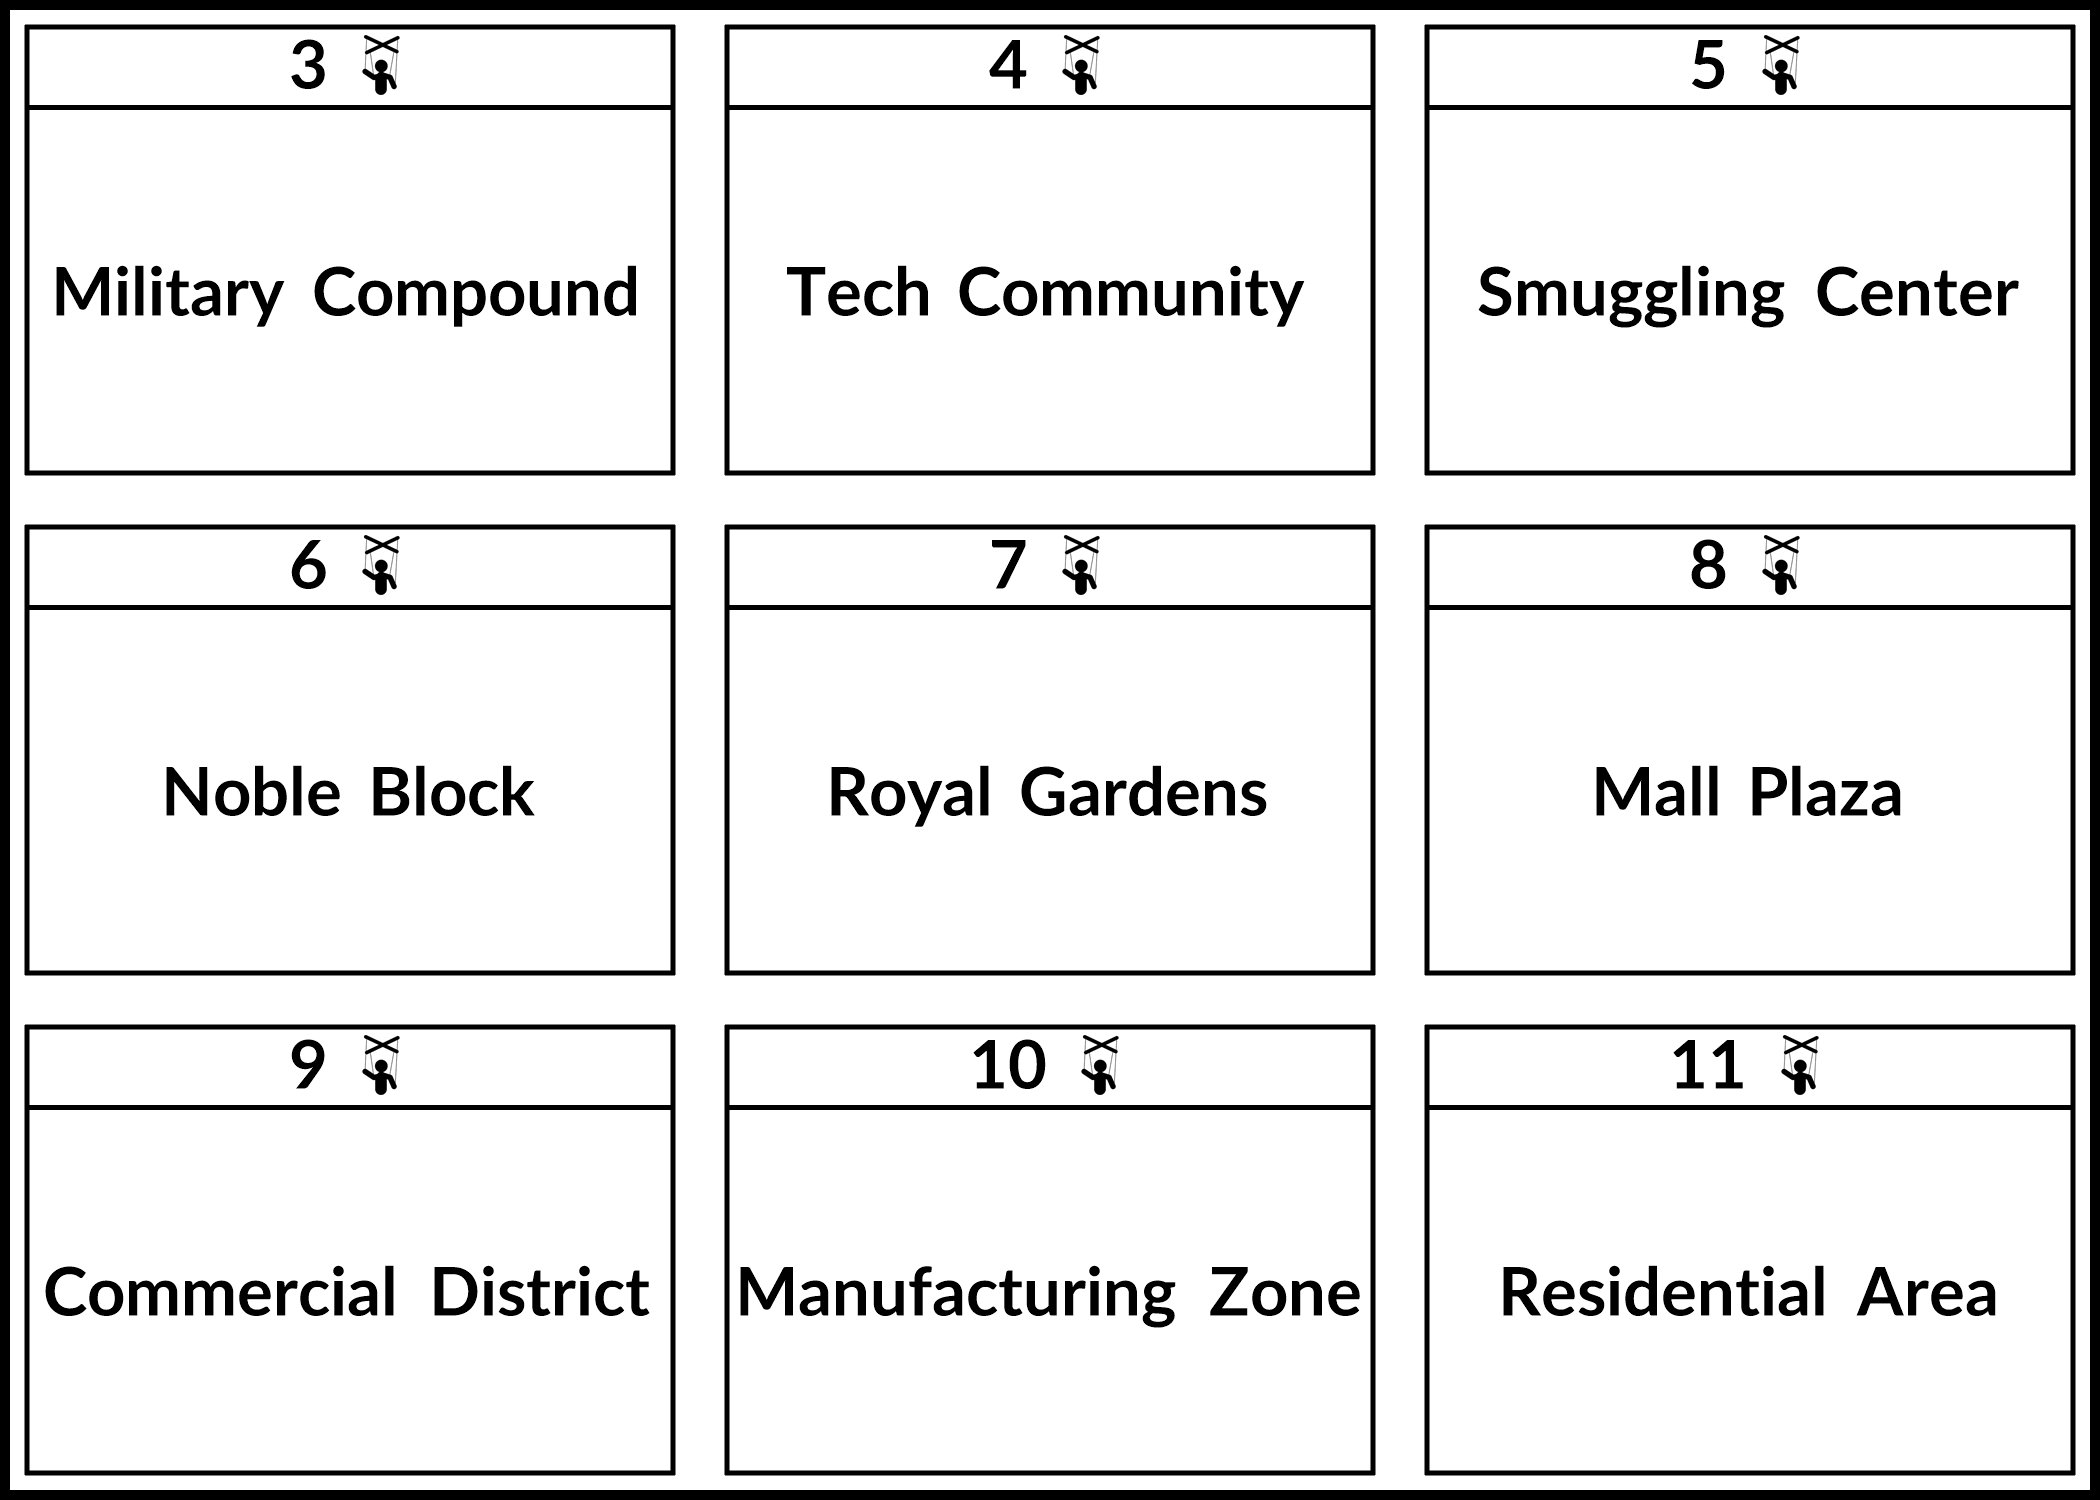 3
Military Compound
4
Tech Community
5
Smuggling Center
6
Noble Block
7
Royal Gardens
8
Mall Plaza
9
Commercial District
10
Manufacturing Zone
11
Residential Area